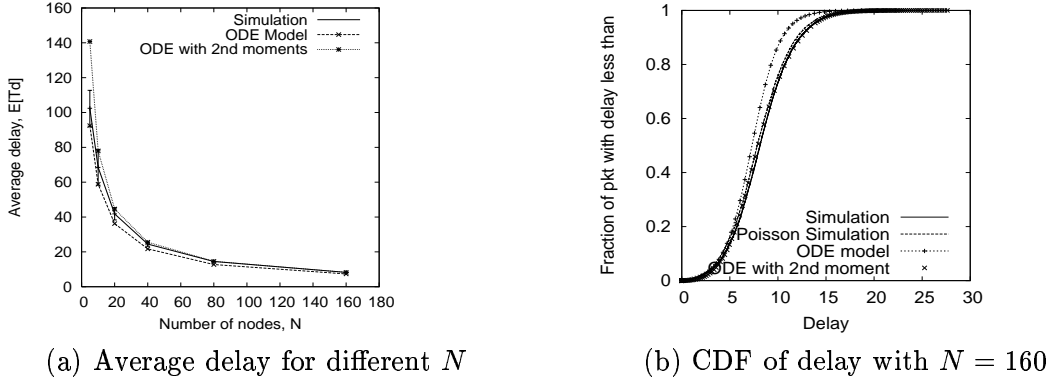 Simulation
ODE Model
ODE with 2nd moments
160
140
120
100
80
60
40
20
0
Average delay, E[Td]
0 20 40 60 80 100 120 140 160 180
Number of nodes, N
(a) Average delay for different N
1
0.8
0.6
0.4
0.2
0
Fraction of pkt with delay less than
Simulation
Poisson Simulation
ODE model
ODE with 2nd moment
0 5 10 15 20 25 30
Delay
(b) CDF of delay with N = 160